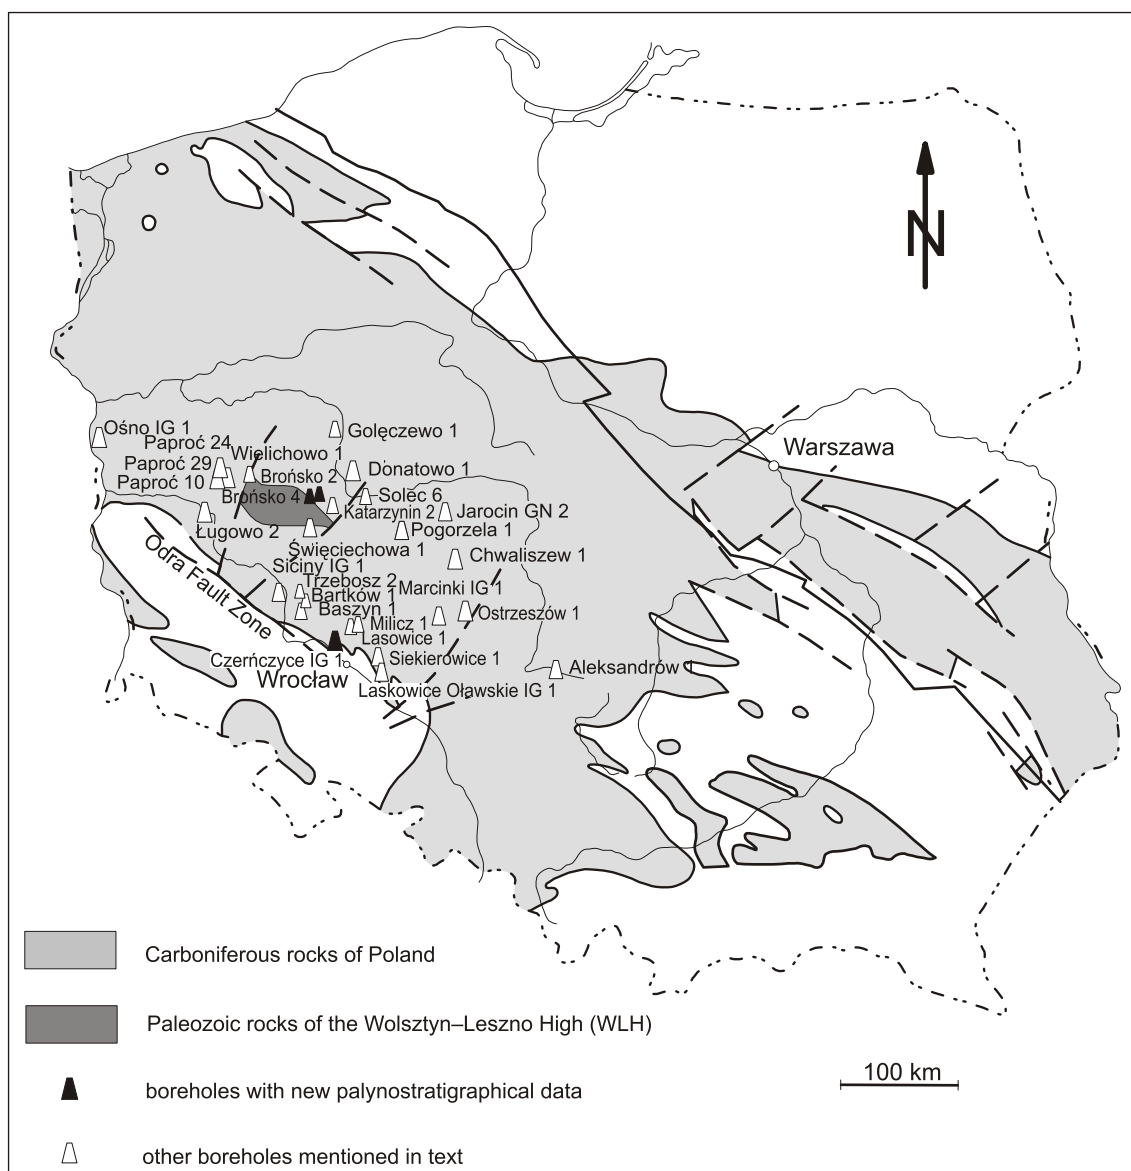 N
Warszawa
Ośno IG 1
Paproć 24
Golęczewo 1
Wielichowo 1
Paproć 29
Brońsko 2
Donatowo 1
Paproć 10
Brońsko 4
Solec 6
Katarzynin 2
Jarocin GN 2
Ługowo 2
Pogorzela 1
Święciechowa 1
Chwaliszew 1
Odra Fault Zone
Siciny IG 1
Trzebosz 2
Marcinki IG 1
Bartków 1
Baszyn 1
Ostrzeszów 1
Milicz 1
Lasowice 1
Czerńczyce IG 1
Siekierowice 1
Aleksandrów 1
Wrocław
Laskowice Oławskie IG 1
Carboniferous rocks of Poland
Paleozoic rocks of the Wolsztyn–Leszno High (WLH)
100 km
boreholes with new palynostratigraphical data
other boreholes mentioned in text